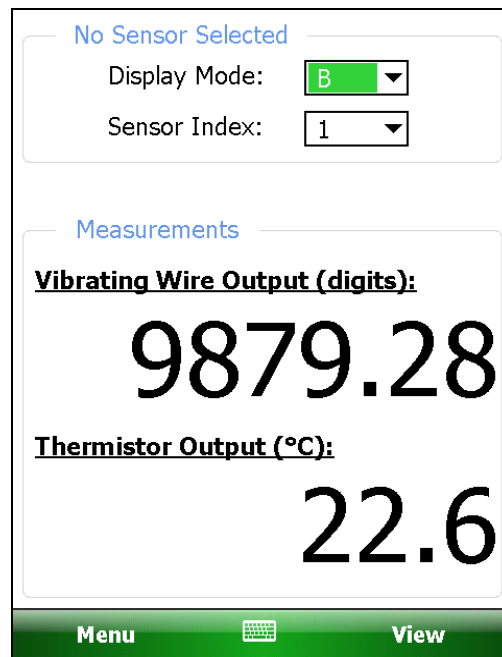 No Sensor Selected
Display Mode: B
Sensor Index: 1
Measurements
Vibrating Wire Output (digits):
9879.28
Thermistor Output (°C):
22.6
Menu View